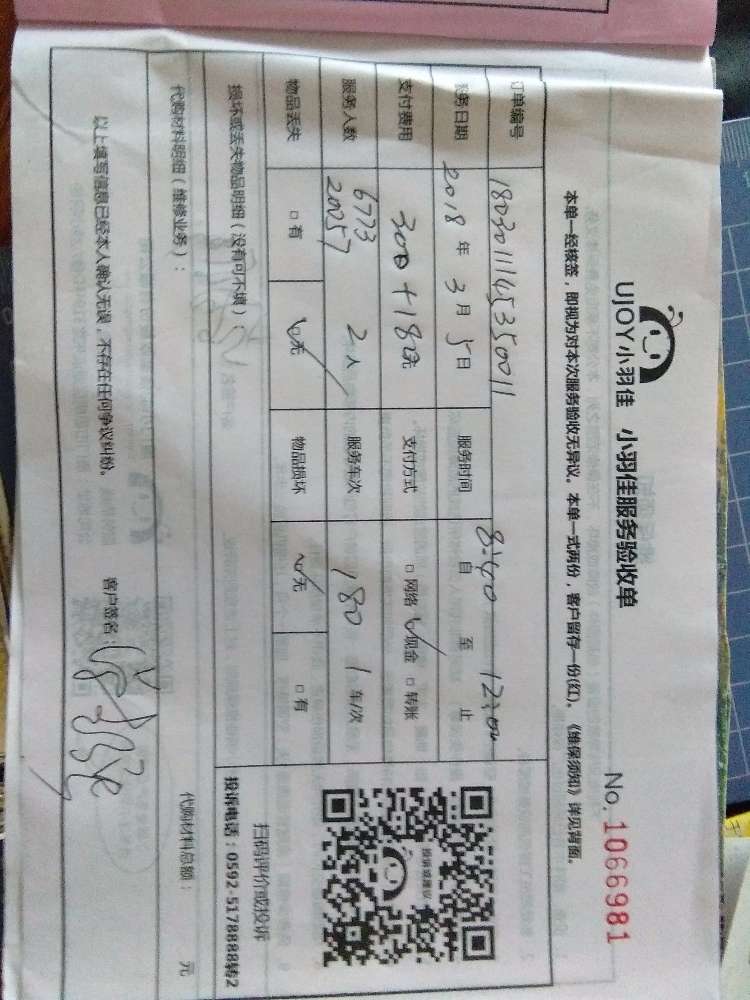 UJOY小羽佳 小羽佳服务验收单 No. 1066981
本单一经核签，即视为对本次服务验收无异议。本单一式两份，客户留存一份(红)。《维保须知》详见背面。
订单编号 1803011145350011
服务日期 2018 年 3 月 5 日 服务时间 8:40 自 至 12:00 止
支付费用 300+18元 支付方式 □ 网络 ✓现金 □ 转账
服务人数 6773 20057 2 人 服务车次 180 1 车/次
物品丢失 □ 有 ✓无 物品损坏 ✓无 □ 有
损坏或丢失物品明细（没有可不填）：
扫码评价或投诉
投诉电话：0592-5178888转2
代购材料明细（维修业务）： 代购材料总额： 元
以上填写信息已经本人确认无误，不存在任何争议纠纷。 客户签名：
投诉或建议